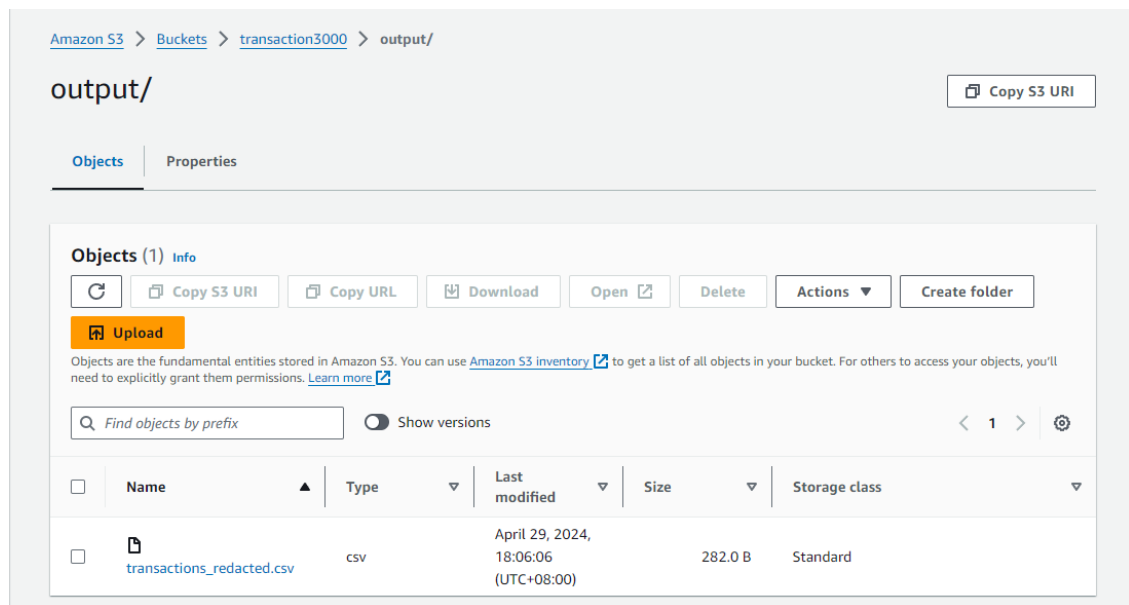 Amazon S3 > Buckets > transaction3000 > output/
output/
Copy S3 URI
Objects Properties
Objects (1) Info
Copy S3 URI Copy URL Download Open Delete Actions Create folder
Upload
Objects are the fundamental entities stored in Amazon S3. You can use Amazon S3 inventory to get a list of all objects in your bucket. For others to access your objects, you'll
need to explicitly grant them permissions. Learn more
Find objects by prefix Show versions < 1 >
Name Type Last modified Size Storage class
transactions_redacted.csv csv April 29, 2024, 18:06:06 (UTC+08:00) 282.0 B Standard